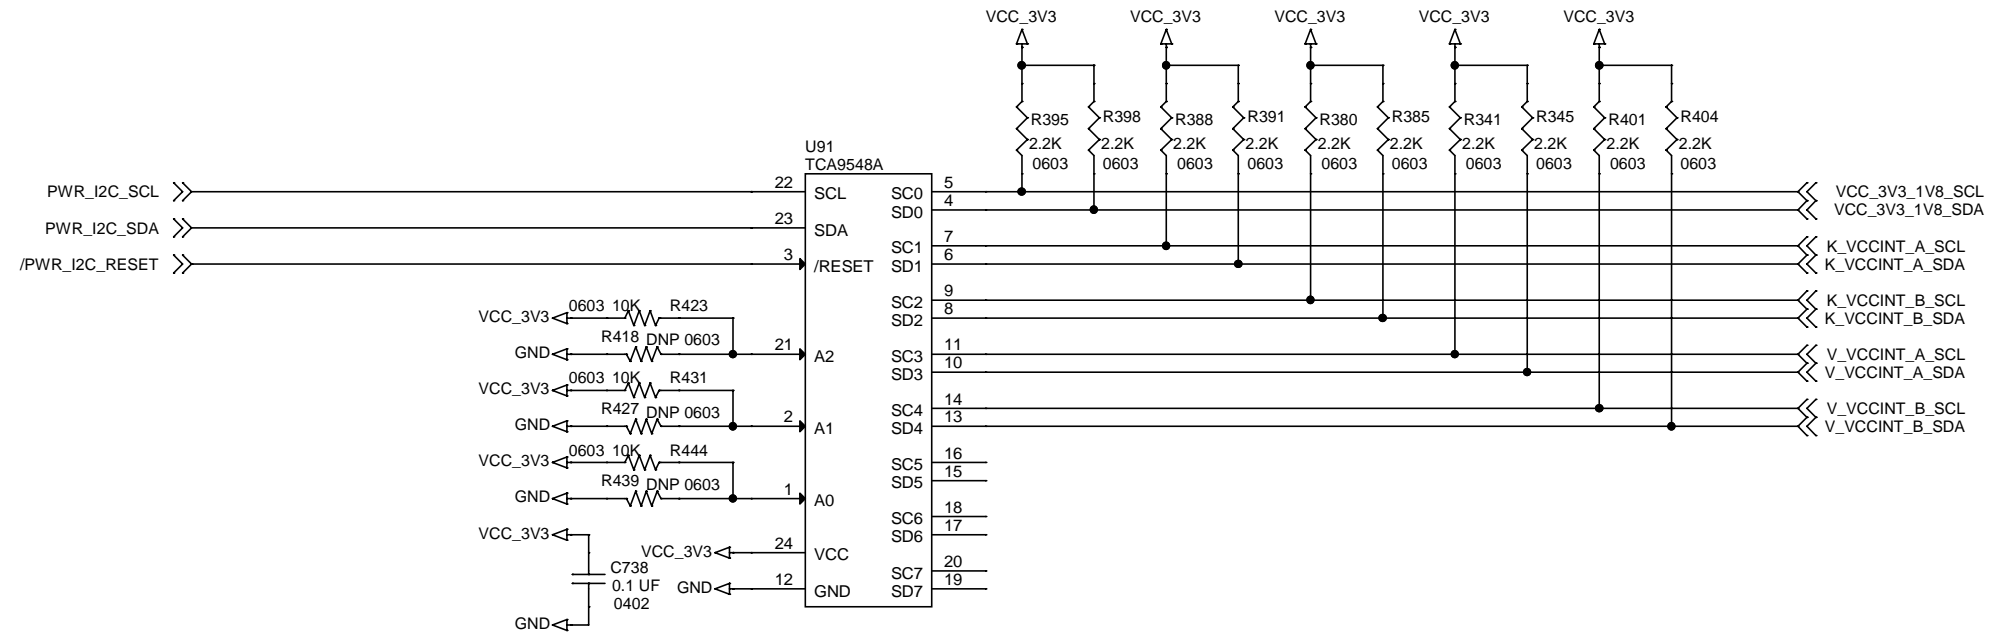 VCC_3V3 VCC_3V3 VCC_3V3 VCC_3V3 VCC_3V3
R395 R398 R388 R391 R380 R385 R341 R345 R401 R404
2.2K 2.2K 2.2K 2.2K 2.2K 2.2K 2.2K 2.2K 2.2K 2.2K
0603 0603 0603 0603 0603 0603 0603 0603 0603 0603
U91
TCA9548A
PWR_I2C_SCL 22 SCL SC0 5 VCC_3V3_1V8_SCL
SD0 4 VCC_3V3_1V8_SDA
PWR_I2C_SDA 23 SDA
SC1 7 K_VCCINT_A_SCL
/PWR_I2C_RESET 3 /RESET SD1 6 K_VCCINT_A_SDA
SC2 9 K_VCCINT_B_SCL
0603 10K R423
VCC_3V3 SD2 8 K_VCCINT_B_SDA
R418 DNP 0603
GND 21 A2 SC3 11 V_VCCINT_A_SCL
SD3 10 V_VCCINT_A_SDA
0603 10K R431
VCC_3V3
R427 DNP 0603
SC4 14 V_VCCINT_B_SCL
GND 2 A1 SD4 13 V_VCCINT_B_SDA
0603 10K R444
VCC_3V3 SC5 16
R439 DNP 0603
SD5 15
GND 1 A0
SC6 18
VCC_3V3 SD6 17
VCC_3V3 24 VCC
C738 SC7 20
0.1 UF GND 12 GND SD7 19
0402
GND